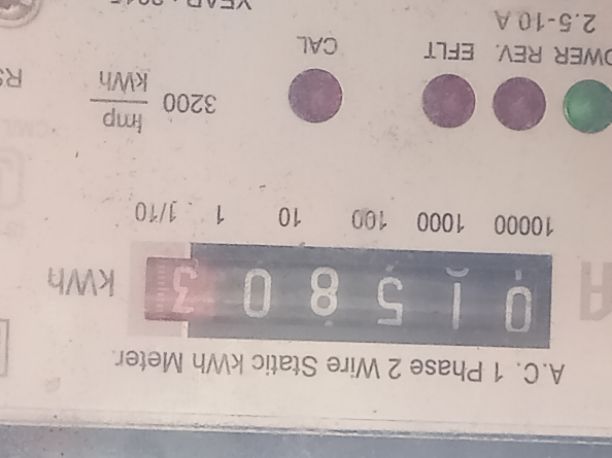 A.C. 1 Phase 2 Wire Static kWh Meter
0 1 5 8 0 3 kWh
10000 1000 100 10 1 1/10
3200 Imp
kWh
REV. EFLT CAL
2.5-10 A